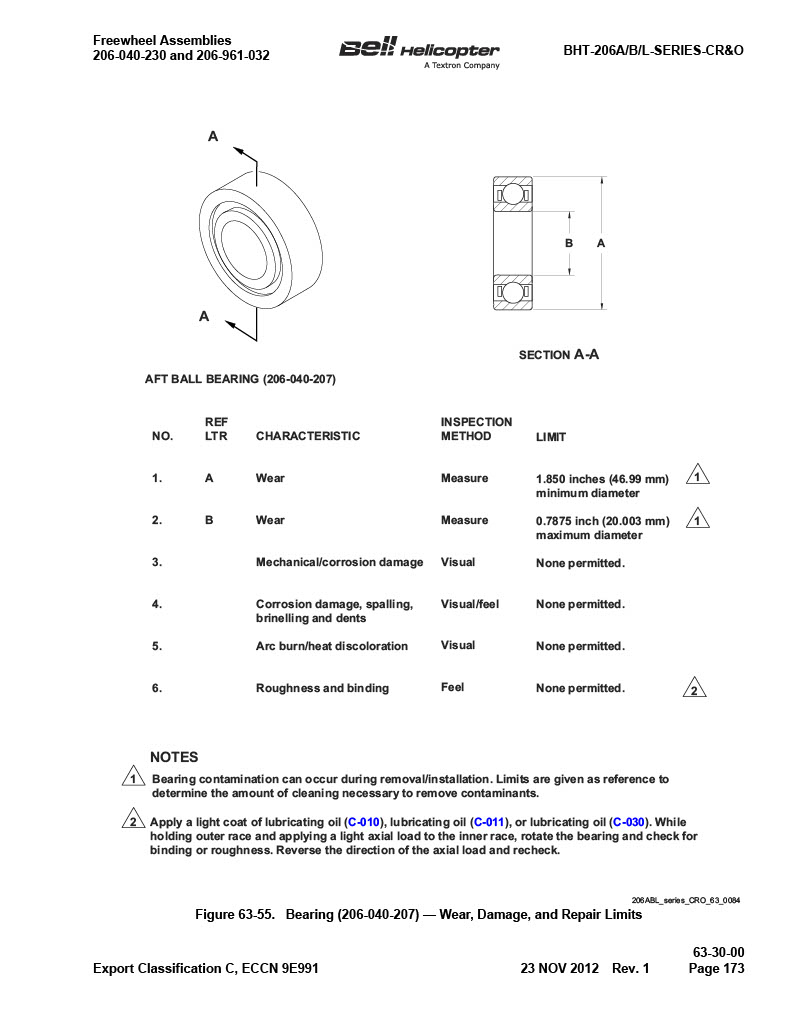 Freewheel Assemblies
206-040-230 and 206-961-032
Bell Helicopter
A Textron Company
BHT-206A/B/L-SERIES-CR&O
A
A
B A
SECTION A-A
AFT BALL BEARING (206-040-207)
NO. REF LTR CHARACTERISTIC INSPECTION METHOD LIMIT
1. A Wear Measure 1.850 inches (46.99 mm) 1
minimum diameter
2. B Wear Measure 0.7875 inch (20.003 mm) 1
maximum diameter
3. Mechanical/corrosion damage Visual None permitted.
4. Corrosion damage, spalling, Visual/feel None permitted.
brinelling and dents
5. Arc burn/heat discoloration Visual None permitted.
6. Roughness and binding Feel None permitted. 2
NOTES
1 Bearing contamination can occur during removal/installation. Limits are given as reference to
determine the amount of cleaning necessary to remove contaminants.
2 Apply a light coat of lubricating oil (C-010), lubricating oil (C-011), or lubricating oil (C-030). While
holding outer race and applying a light axial load to the inner race, rotate the bearing and check for
binding or roughness. Reverse the direction of the axial load and recheck.
206ABL_series_CRO_63_0084
Figure 63-55. Bearing (206-040-207) — Wear, Damage, and Repair Limits
63-30-00
Export Classification C, ECCN 9E991 23 NOV 2012 Rev. 1 Page 173